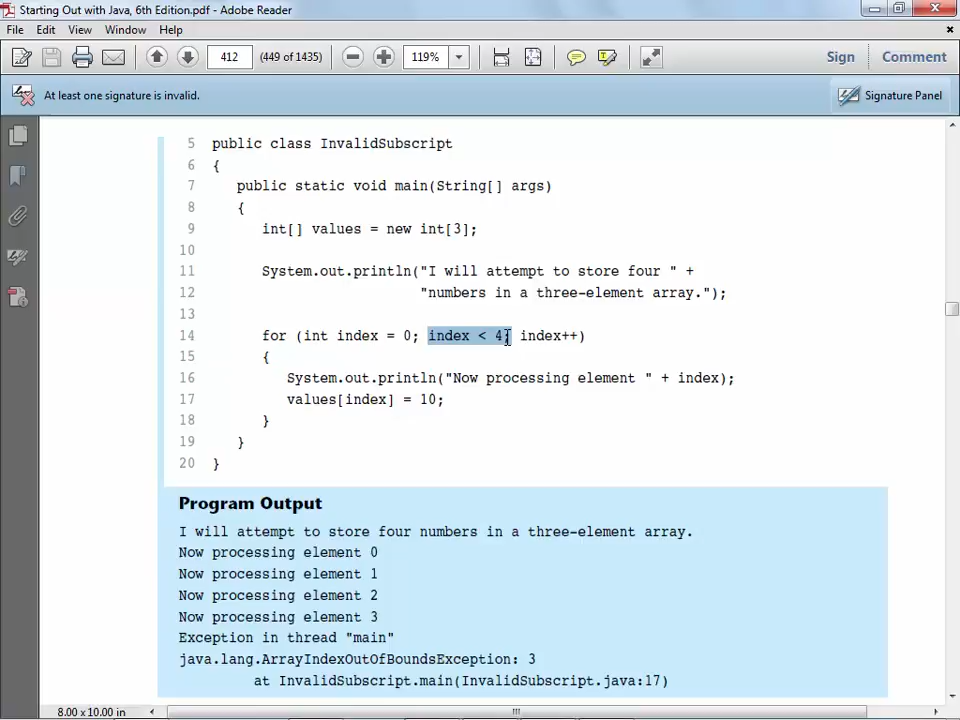 Starting Out with Java, 6th Edition.pdf - Adobe Reader
File Edit View Window Help
412 (449 of 1435) 119% Sign Comment
At least one signature is invalid. Signature Panel
5 public class InvalidSubscript
6 {
7 public static void main(String[] args)
8 {
9 int[] values = new int[3];
10
11 System.out.println("I will attempt to store four " +
12 "numbers in a three-element array.");
13
14 for (int index = 0; index < 4; index++)
15 {
16 System.out.println("Now processing element " + index);
17 values[index] = 10;
18 }
19 }
20 }
Program Output
I will attempt to store four numbers in a three-element array.
Now processing element 0
Now processing element 1
Now processing element 2
Now processing element 3
Exception in thread "main"
java.lang.ArrayIndexOutOfBoundsException: 3
at InvalidSubscript.main(InvalidSubscript.java:17)
8.00 x 10.00 in